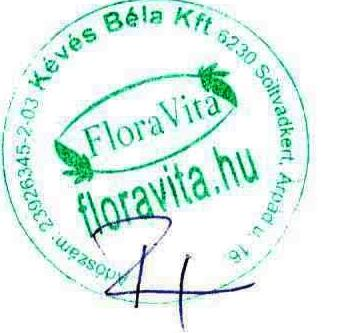 Kévés Béla Kft 6230 Soltvadkert, Árpád u. 16.
FloraVita
floravita.hu
Adószám: 23926345-2-03